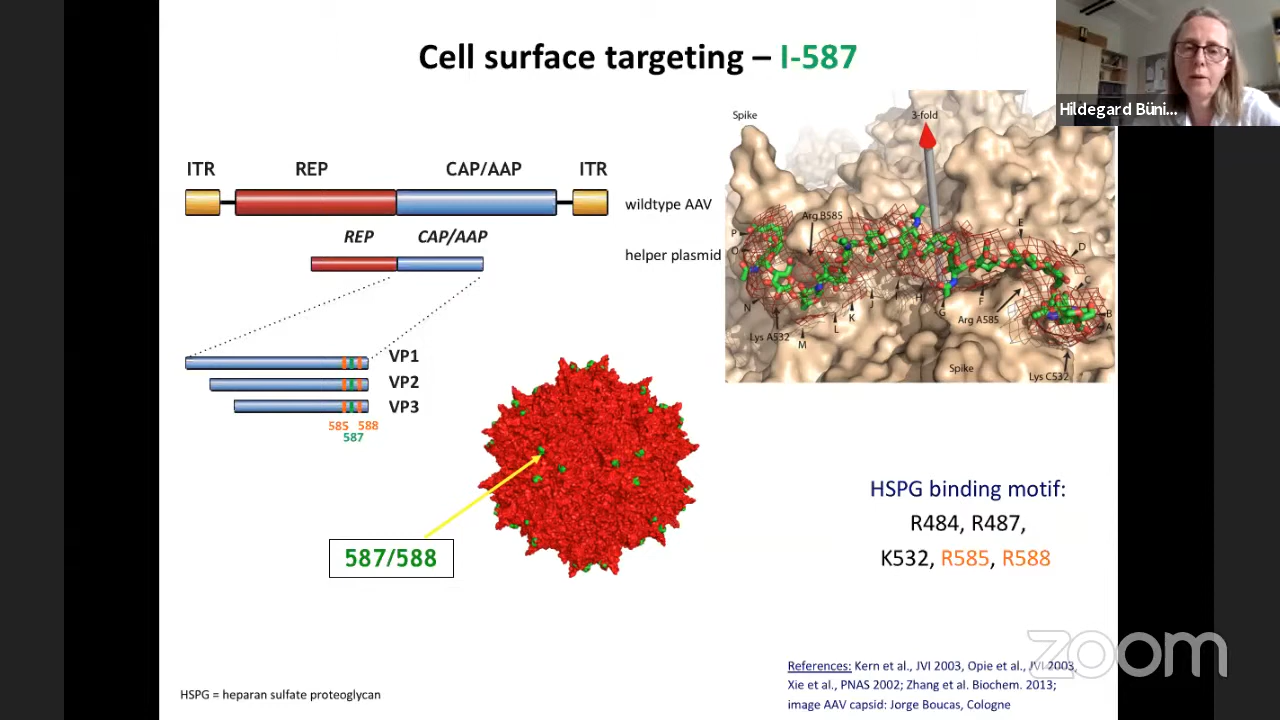 Cell surface targeting – I-587
Hildegard Büni...
ITR
REP
CAP/AAP
ITR
wildtype AAV
REP
CAP/AAP
helper plasmid
VP1
VP2
VP3
585
588
587
587/588
Spike
3-fold
Arg B585
P
O
N
Lys A532
M
L
K
J
I
H
G
F
Arg A585
E
D
C
B
A
Spike
Lys C532
HSPG binding motif:
R484, R487,
K532, R585, R588
HSPG = heparan sulfate proteoglycan
References: Kern et al., JVI 2003, Opie et al., JVI 2003,
Xie et al., PNAS 2002; Zhang et al. Biochem. 2013;
image AAV capsid: Jorge Boucas, Cologne
zoom